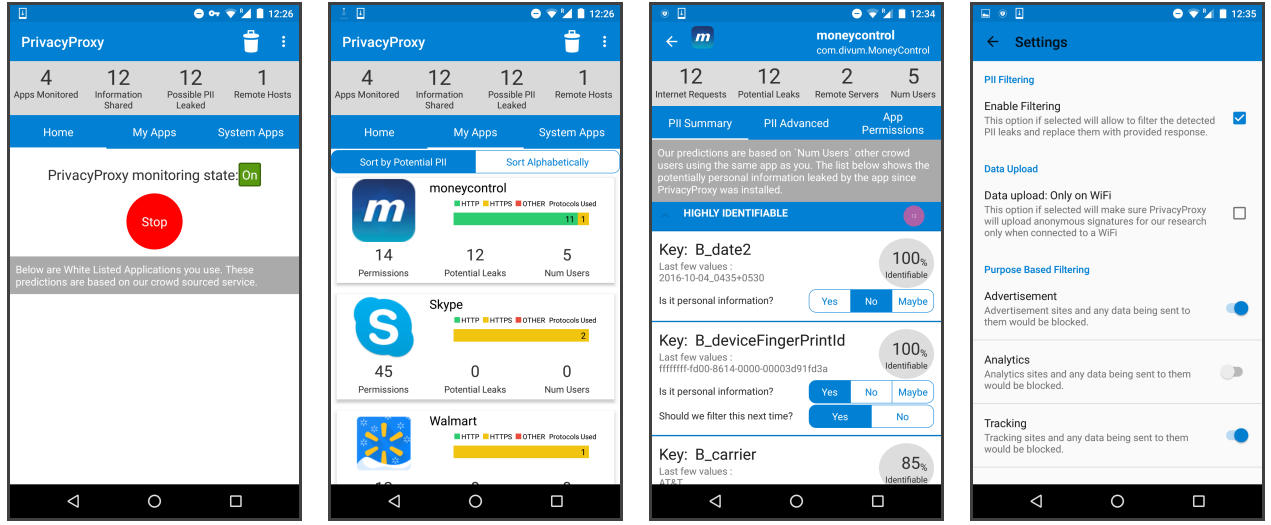 12:26
PrivacyProxy
4 12 12 1
Apps Monitored Information Shared Possible PII Leaked Remote Hosts
Home My Apps System Apps
PrivacyProxy monitoring state: On
Stop
Below are White Listed Applications you use. These
predictions are based on our crowd sourced service.
12:26
PrivacyProxy
4 12 12 1
Apps Monitored Information Shared Possible PII Leaked Remote Hosts
Home My Apps System Apps
Sort by Potential PII Sort Alphabetically
m
moneycontrol
HTTP HTTPS OTHER Protocols Used
11 1
14 12 5
Permissions Potential Leaks Num Users
S
Skype
HTTP HTTPS OTHER Protocols Used
2
45 0 0
Permissions Potential Leaks Num Users
Walmart
HTTP HTTPS OTHER Protocols Used
1
12:34
m
moneycontrol
com.divum.MoneyControl
12 12 2 5
Internet Requests Potential Leaks Remote Servers Num Users
PII Summary PII Advanced App Permissions
Our predictions are based on `Num Users` other crowd
users using the same app as you. The list below shows the
potentially personal information leaked by the app since
PrivacyProxy was installed.
HIGHLY IDENTIFIABLE 12
Key: B_date2
Last few values :
2016-10-04_0435+0530
100%
Identifiable
Is it personal information? Yes No Maybe
Key: B_deviceFingerPrintId
Last few values :
ffffffff-fd00-8614-0000-00003d91fd3a
100%
Identifiable
Is it personal information? Yes No Maybe
Should we filter this next time? Yes No
Key: B_carrier
Last few values :
AT&T
85%
Identifiable
12:35
Settings
PII Filtering
Enable Filtering
This option if selected will allow to filter the detected
PII leaks and replace them with provided response.
Data Upload
Data upload: Only on WiFi
This option if selected will make sure PrivacyProxy
will upload anonymous signatures for our research
only when connected to a WiFi
Purpose Based Filtering
Advertisement
Advertisement sites and any data being sent to
them would be blocked.
Analytics
Analytics sites and any data being sent to them
would be blocked.
Tracking
Tracking sites and any data being sent to them
would be blocked.